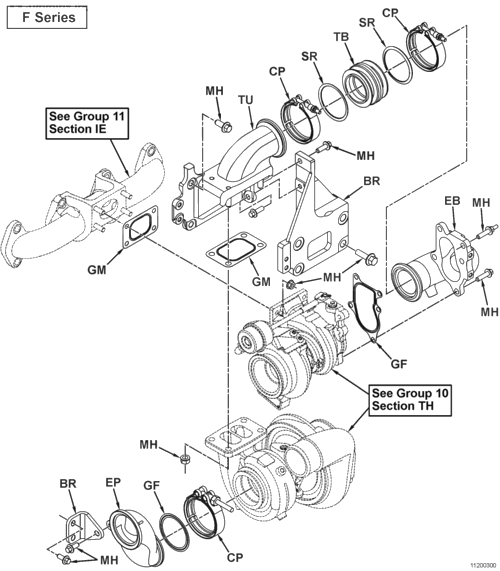 F Series
CP
SR
TB
SR
CP
MH
TU
See Group 11
Section IE
MH
BR
EB
MH
GM
GM
MH
MH
GF
See Group 10
Section TH
MH
BR
EP
GF
MH
CP
11200300